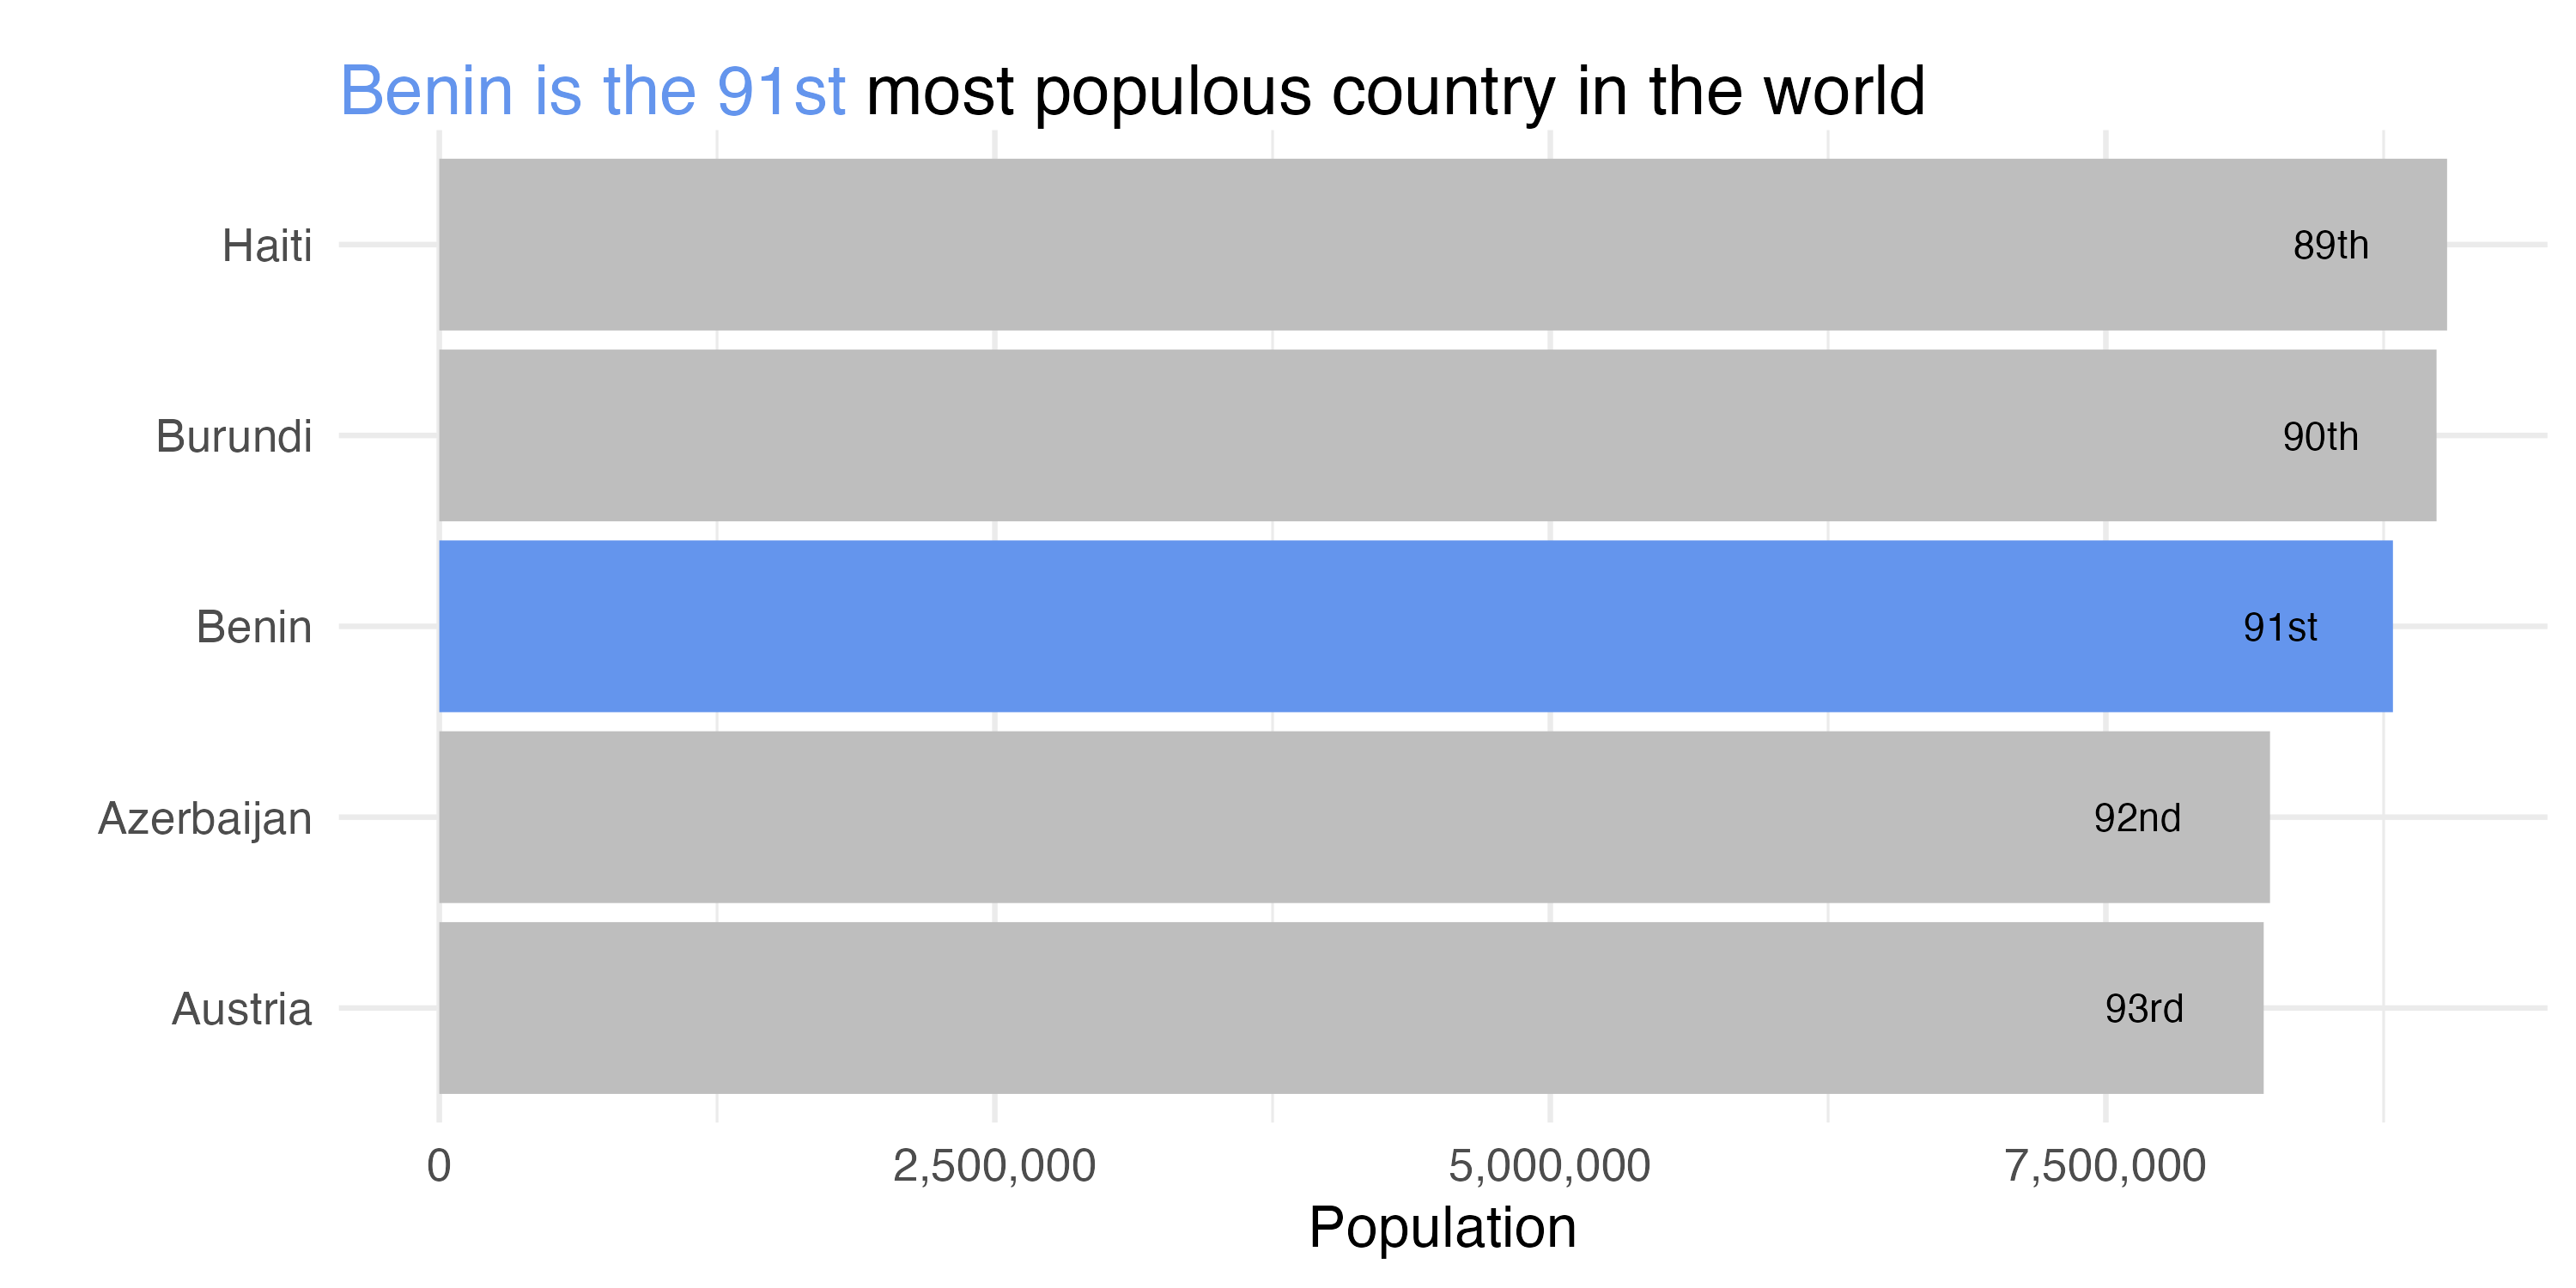 Benin is the 91st most populous country in the world
Haiti
89th
Burundi
90th
Benin
91st
Azerbaijan
92nd
Austria
93rd
0
2,500,000
5,000,000
7,500,000
Population